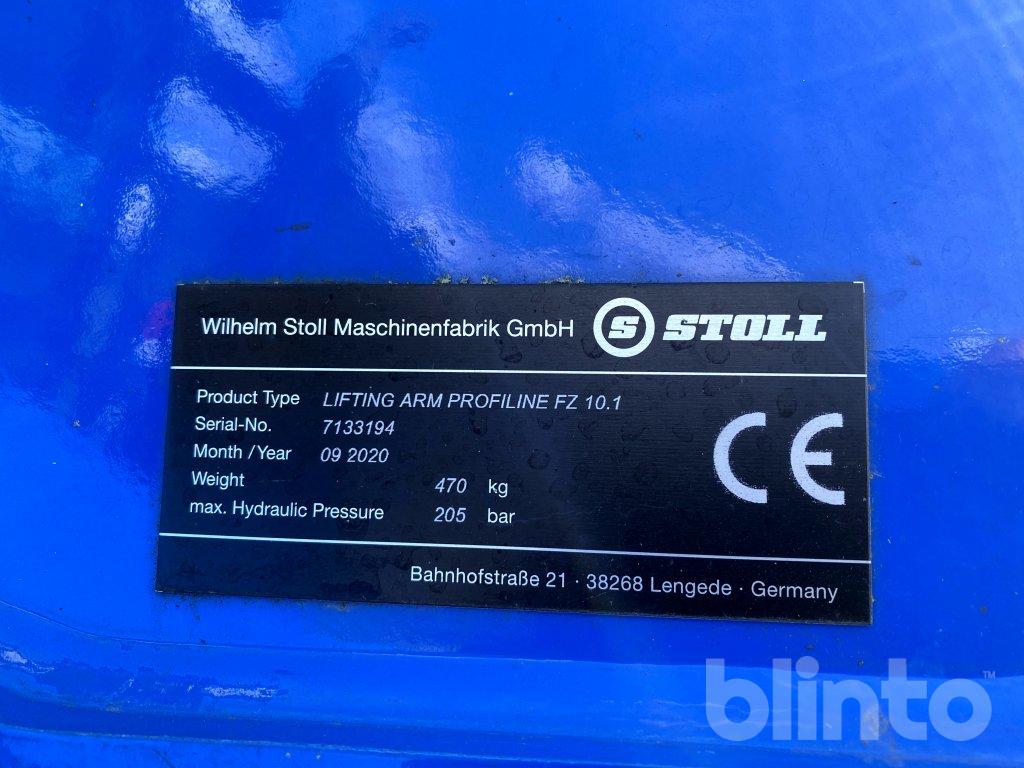 Wilhelm Stoll Maschinenfabrik GmbH S STOLL
Product Type LIFTING ARM PROFILINE FZ 10.1
Serial-No. 7133194
Month / Year 09 2020
Weight 470 kg
max. Hydraulic Pressure 205 bar
CE
Bahnhofstraße 21 · 38268 Lengede · Germany
blinto™